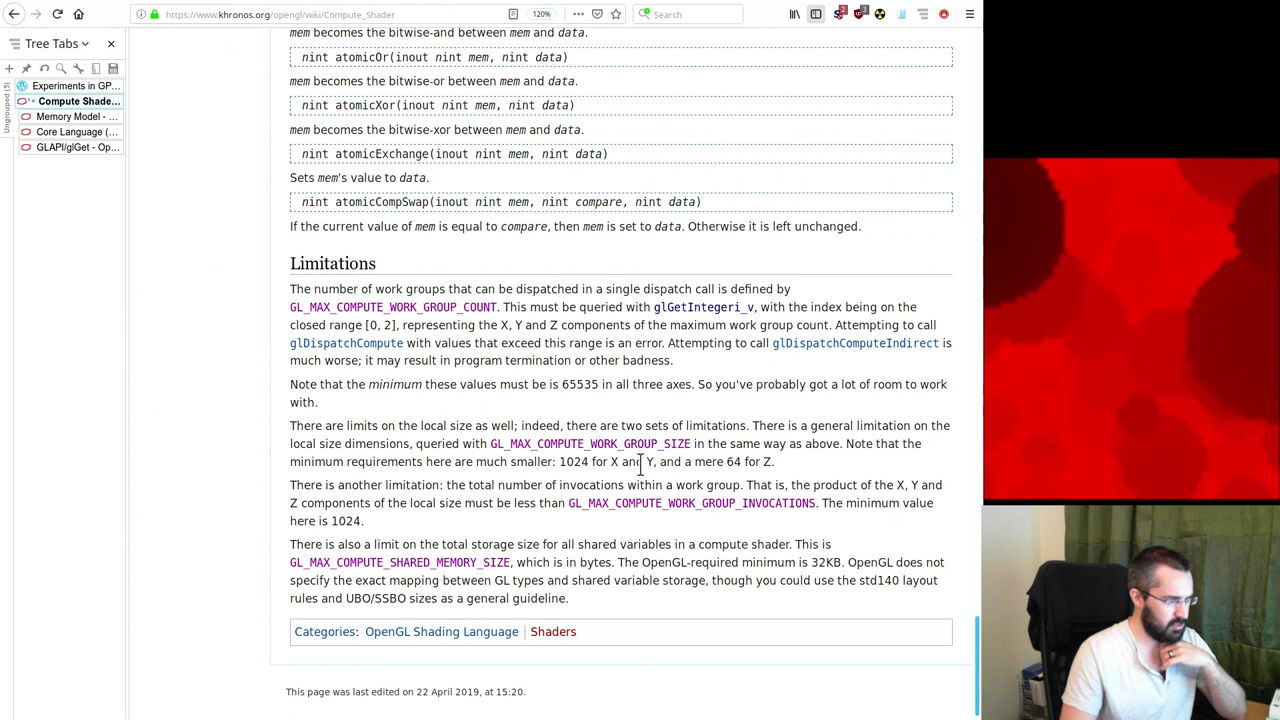 https://www.khronos.org/opengl/wiki/Compute_Shader
120%
Search
2
3
Tree Tabs
Ungrouped (5)
Experiments in GP...
Compute Shade...
Memory Model - ...
Core Language (...
GLAPI/glGet - Op...
mem becomes the bitwise-and between mem and data.
nint atomicOr(inout nint mem, nint data)
mem becomes the bitwise-or between mem and data.
nint atomicXor(inout nint mem, nint data)
mem becomes the bitwise-xor between mem and data.
nint atomicExchange(inout nint mem, nint data)
Sets mem's value to data.
nint atomicCompSwap(inout nint mem, nint compare, nint data)
If the current value of mem is equal to compare, then mem is set to data. Otherwise it is left unchanged.
Limitations
The number of work groups that can be dispatched in a single dispatch call is defined by
GL_MAX_COMPUTE_WORK_GROUP_COUNT. This must be queried with glGetIntegeri_v, with the index being on the
closed range [0, 2], representing the X, Y and Z components of the maximum work group count. Attempting to call
glDispatchCompute with values that exceed this range is an error. Attempting to call glDispatchComputeIndirect is
much worse; it may result in program termination or other badness.
Note that the minimum these values must be is 65535 in all three axes. So you've probably got a lot of room to work
with.
There are limits on the local size as well; indeed, there are two sets of limitations. There is a general limitation on the
local size dimensions, queried with GL_MAX_COMPUTE_WORK_GROUP_SIZE in the same way as above. Note that the
minimum requirements here are much smaller: 1024 for X and Y, and a mere 64 for Z.
There is another limitation: the total number of invocations within a work group. That is, the product of the X, Y and
Z components of the local size must be less than GL_MAX_COMPUTE_WORK_GROUP_INVOCATIONS. The minimum value
here is 1024.
There is also a limit on the total storage size for all shared variables in a compute shader. This is
GL_MAX_COMPUTE_SHARED_MEMORY_SIZE, which is in bytes. The OpenGL-required minimum is 32KB. OpenGL does not
specify the exact mapping between GL types and shared variable storage, though you could use the std140 layout
rules and UBO/SSBO sizes as a general guideline.
Categories: OpenGL Shading Language | Shaders
This page was last edited on 22 April 2019, at 15:20.